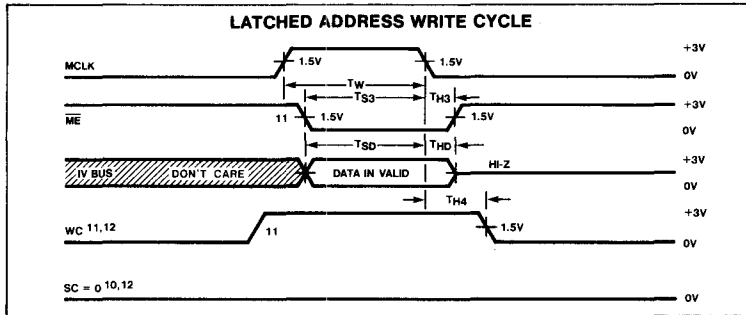 LATCHED ADDRESS WRITE CYCLE
MCLK 1.5V 1.5V +3V
0V
TW
TS3 TH3
ME 11 1.5V 1.5V +3V
0V
TSD THD
IV BUS DON'T CARE DATA IN VALID HI-Z +3V
0V
TH4
WC 11,12 11 1.5V +3V
0V
SC = 0 10,12 0V